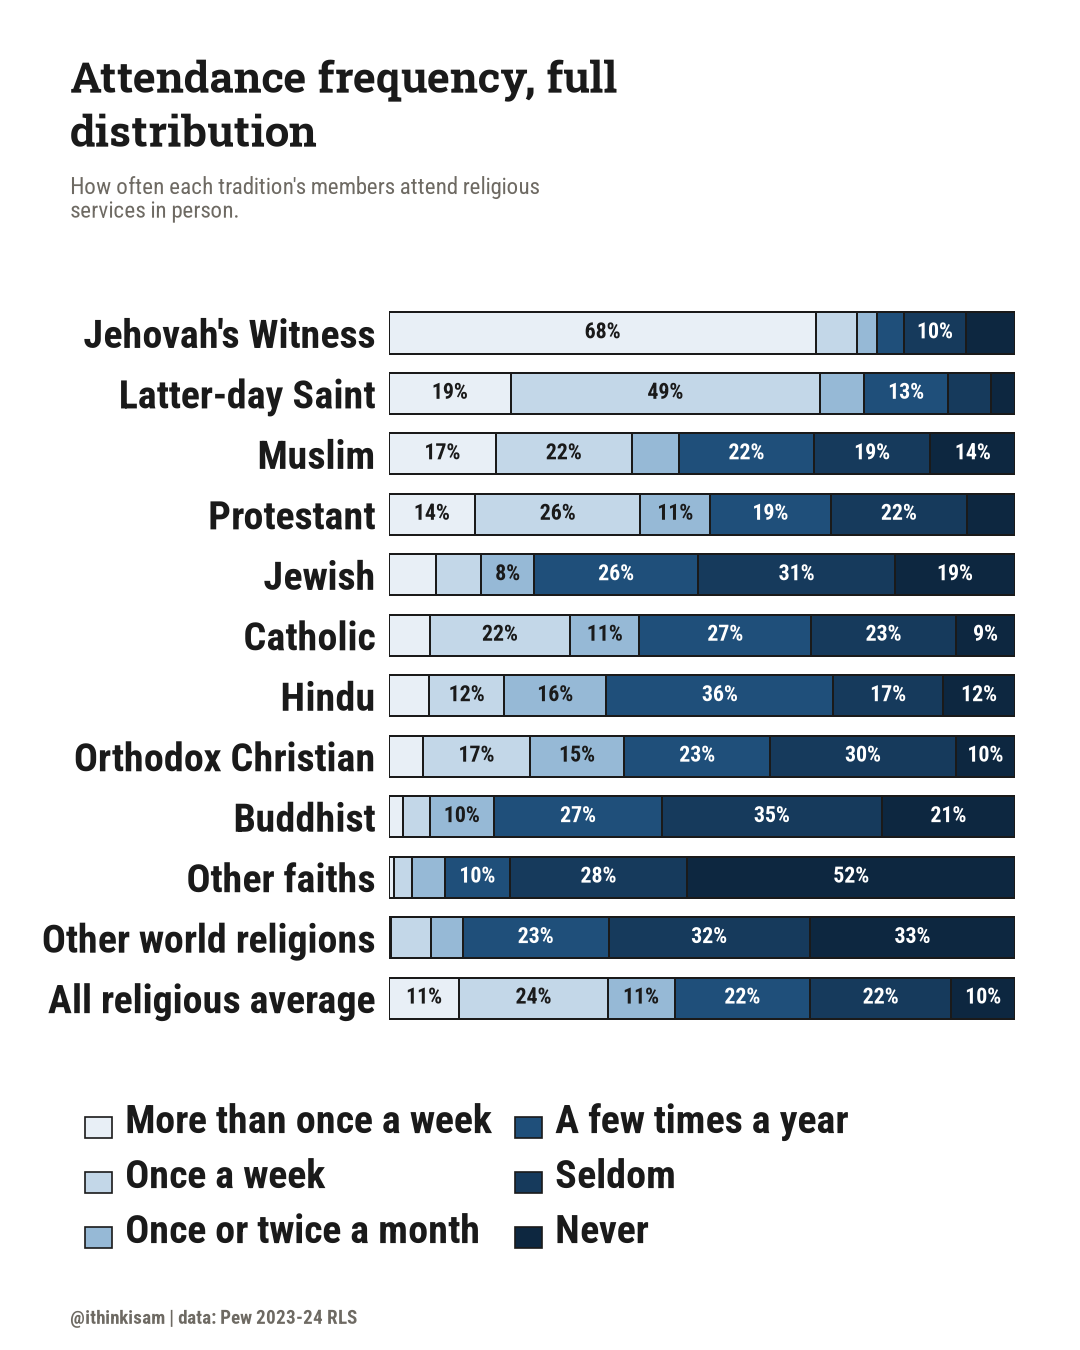 Attendance frequency, full
distribution
How often each tradition's members attend religious
services in person.
Jehovah's Witness 68% 10%
Latter-day Saint 19% 49% 13%
Muslim 17% 22% 22% 19% 14%
Protestant 14% 26% 11% 19% 22%
Jewish 8% 26% 31% 19%
Catholic 22% 11% 27% 23% 9%
Hindu 12% 16% 36% 17% 12%
Orthodox Christian 17% 15% 23% 30% 10%
Buddhist 10% 27% 35% 21%
Other faiths 10% 28% 52%
Other world religions 23% 32% 33%
All religious average 11% 24% 11% 22% 22% 10%
More than once a week A few times a year
Once a week Seldom
Once or twice a month Never
@ithinkisam | data: Pew 2023-24 RLS